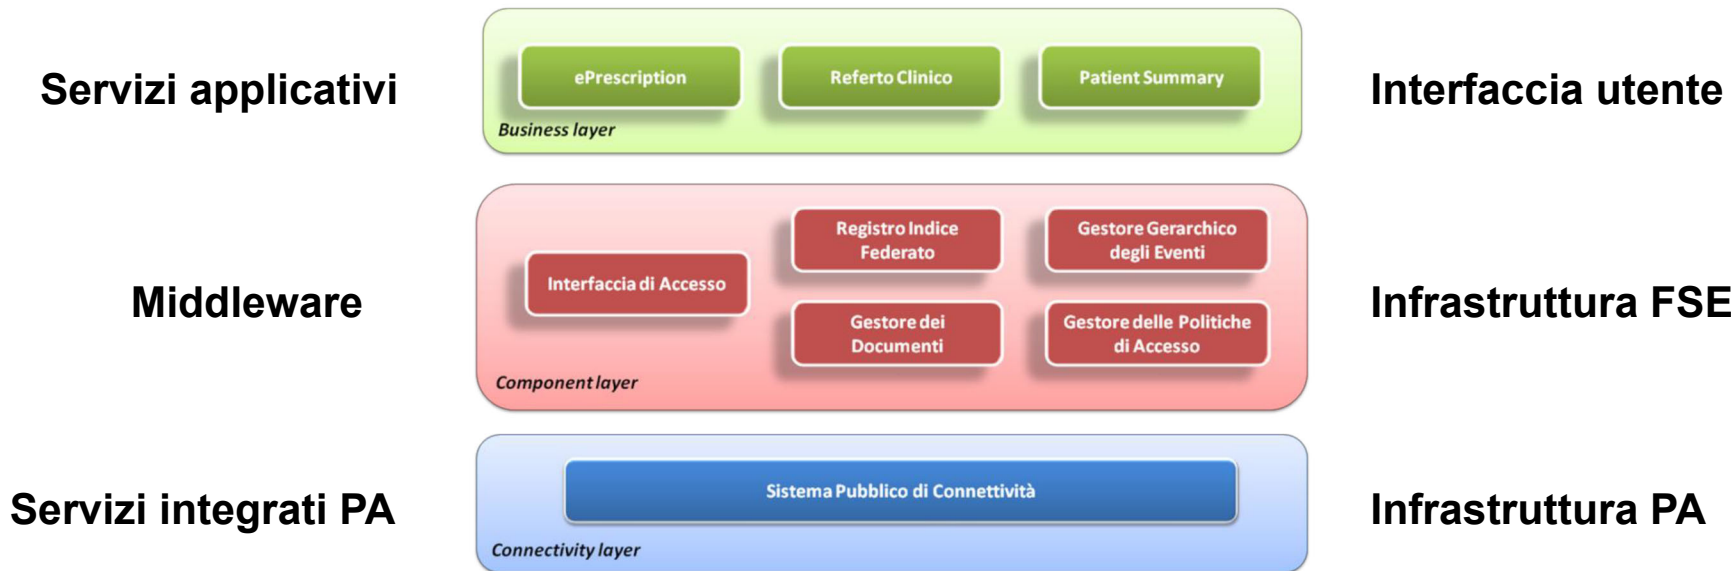 Servizi applicativi
ePrescription
Referto Clinico
Patient Summary
Business layer
Interfaccia utente
Middleware
Interfaccia di Accesso
Registro Indice
Federato
Gestore Gerarchico
degli Eventi
Gestore dei
Documenti
Gestore delle Politiche
di Accesso
Component layer
Infrastruttura FSE
Servizi integrati PA
Sistema Pubblico di Connettività
Connectivity layer
Infrastruttura PA